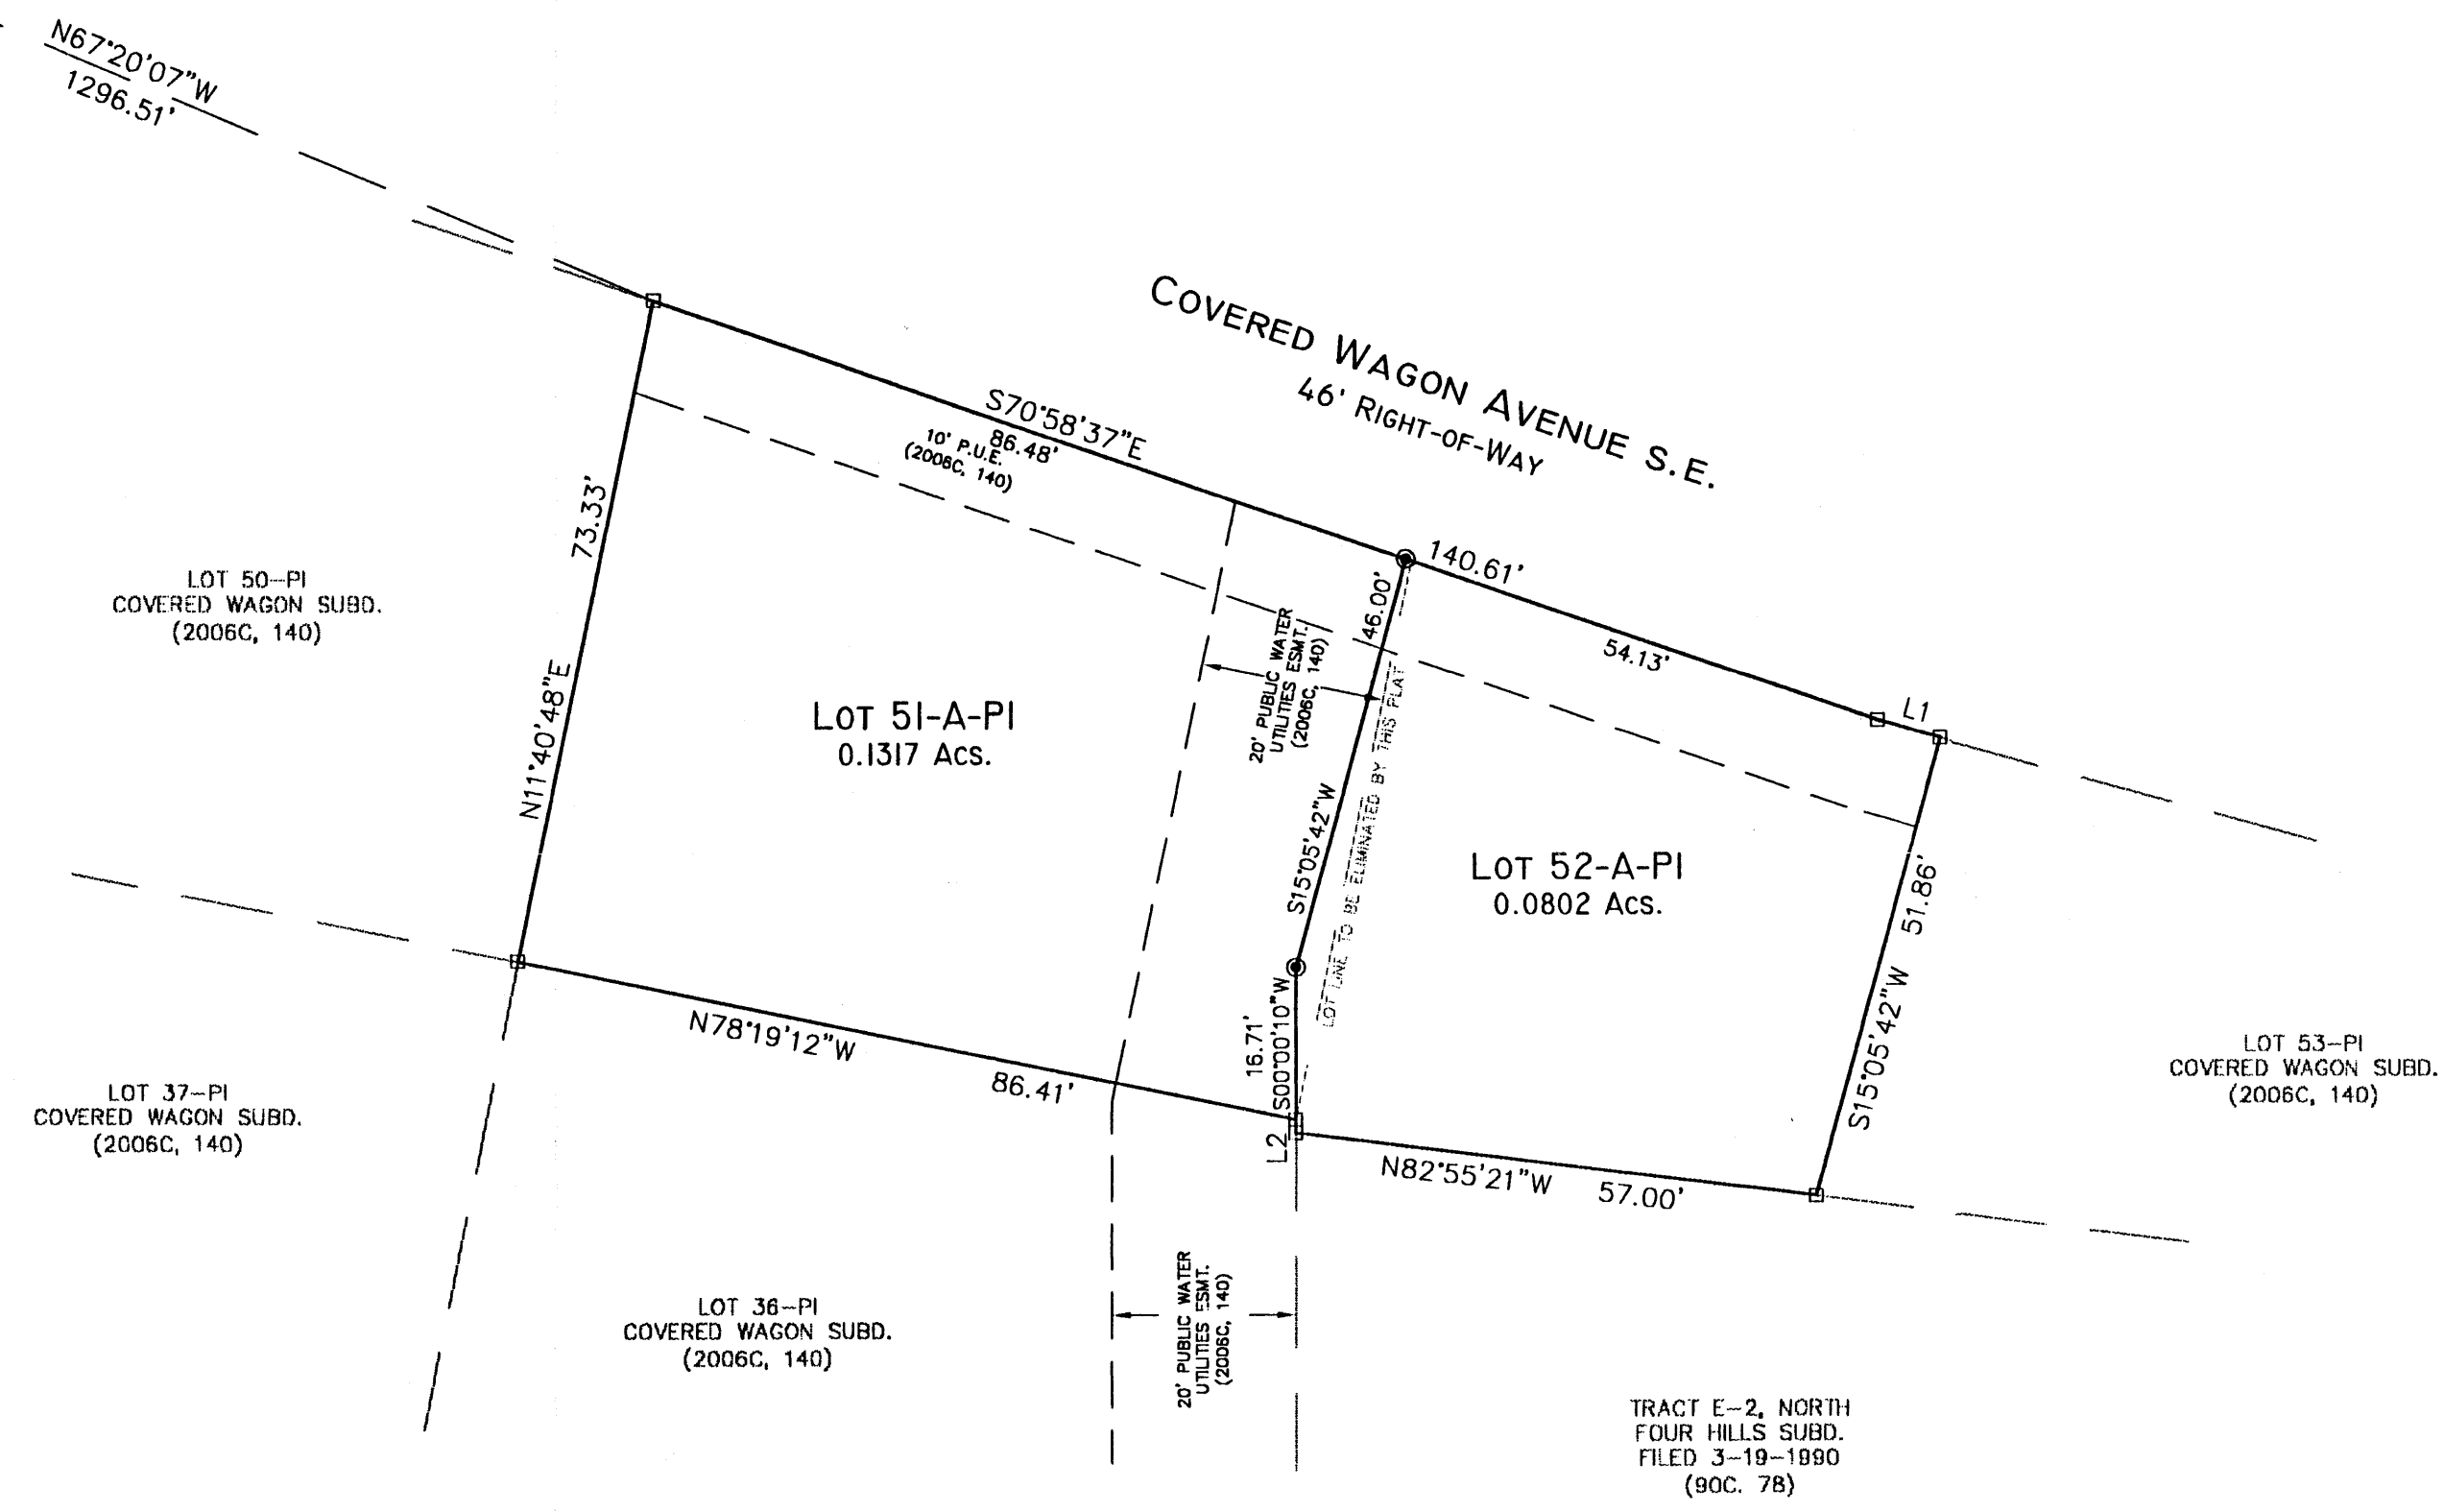 N67°20'07"W
1296.51'
COVERED WAGON AVENUE S.E.
46' RIGHT-OF-WAY
S70°58'37"E
86.48'
10' P.U.E.
(2006C, 140)
140.61'
54.13'
L1
73.33'
N11°40'48"E
LOT 50-P1
COVERED WAGON SUBD.
(2006C, 140)
46.00'
S15°05'42"W
20' PUBLIC WATER
UTILITIES ESMT.
(2006C, 140)
LOT LINE TO BE ELIMINATED BY THIS PLAT
LOT 51-A-P1
0.1317 ACS.
LOT 52-A-P1
0.0802 ACS.
51.86'
S15°05'42"W
N78°19'12"W
86.41'
16.71'
S00°00'10"W
L2
N82°55'21"W
57.00'
LOT 53-P1
COVERED WAGON SUBD.
(2006C, 140)
LOT 37-P1
COVERED WAGON SUBD.
(2006C, 140)
LOT 36-P1
COVERED WAGON SUBD.
(2006C, 140)
20' PUBLIC WATER
UTILITIES ESMT.
(2006C, 140)
TRACT E-2, NORTH
FOUR HILLS SUBD.
FILED 3-19-1990
(90C, 78)